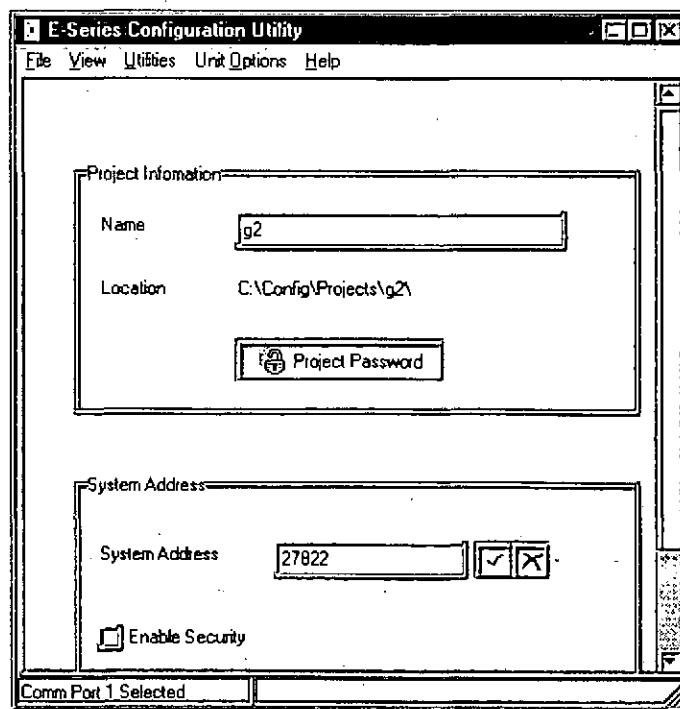 E-Series Configuration Utility
File View Utilities Unit Options Help
Project Infomation
Name g2
Location C:\Config\Projects\g2\
Project Password
System Address
System Address 27822
Enable Security
Comm Port 1 Selected